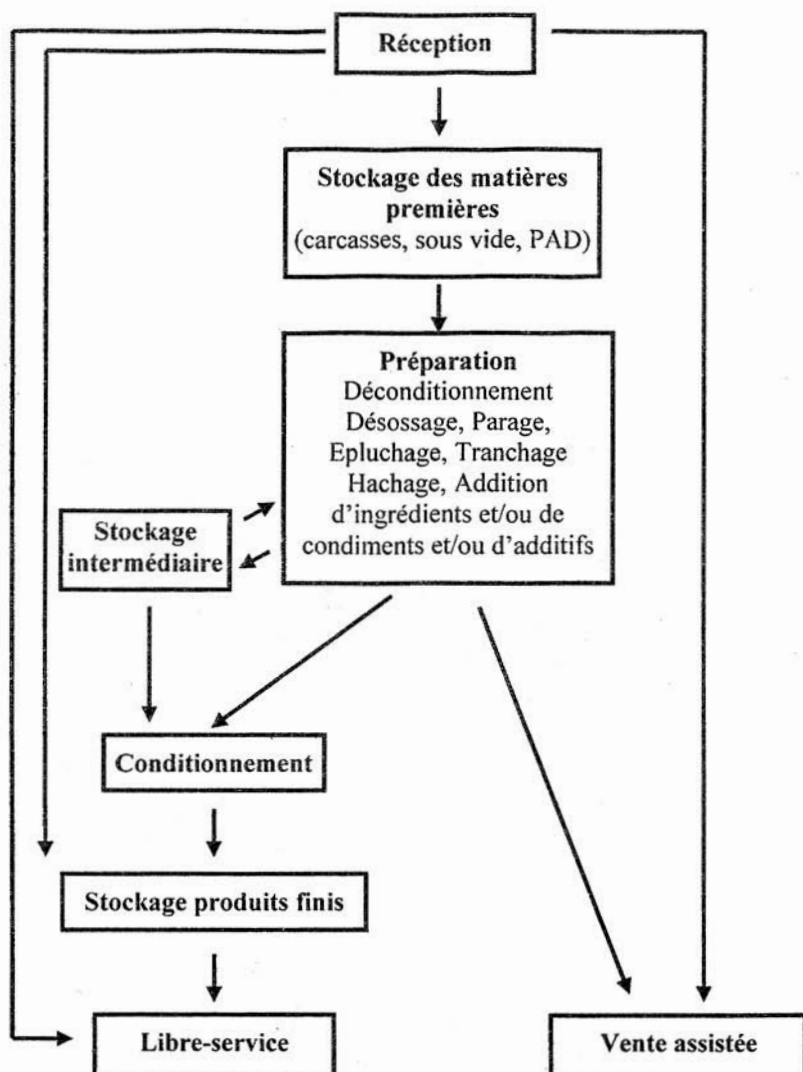 Réception
Stockage des matières
premières
(carcasses, sous vide, PAD)
Préparation
Déconditionnement
Désossage, Parage,
Epluchage, Tranchage
Hachage, Addition
d'ingrédients et/ou de
condiments et/ou d'additifs
Stockage
intermédiaire
Conditionnement
Stockage produits finis
Libre-service
Vente assistée